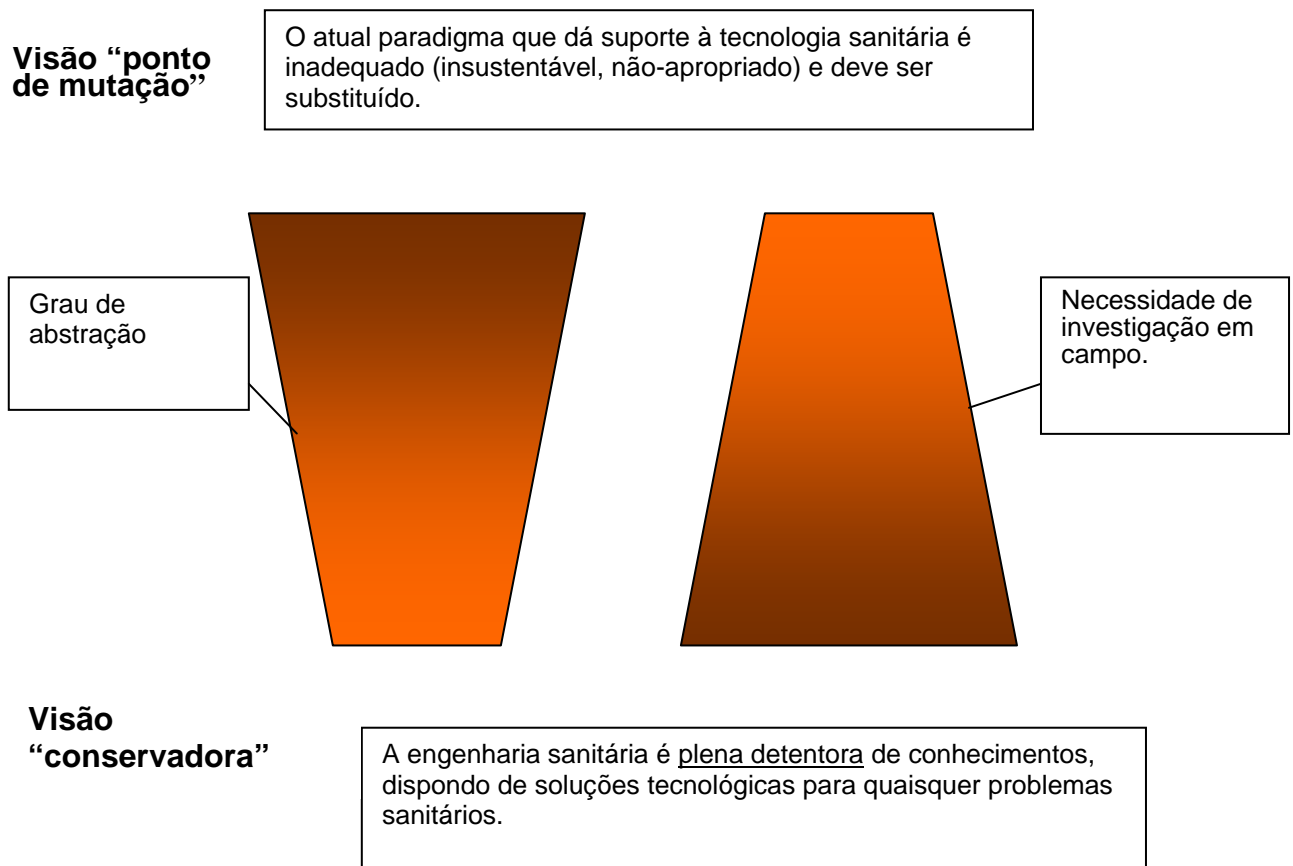 Visão “ponto
de mutação”
O atual paradigma que dá suporte à tecnologia sanitária é
inadequado (insustentável, não-apropriado) e deve ser
substituído.
Grau de
abstração
Necessidade de
investigação em
campo.
Visão
“conservadora”
A engenharia sanitária é plena detentora de conhecimentos,
dispondo de soluções tecnológicas para quaisquer problemas
sanitários.